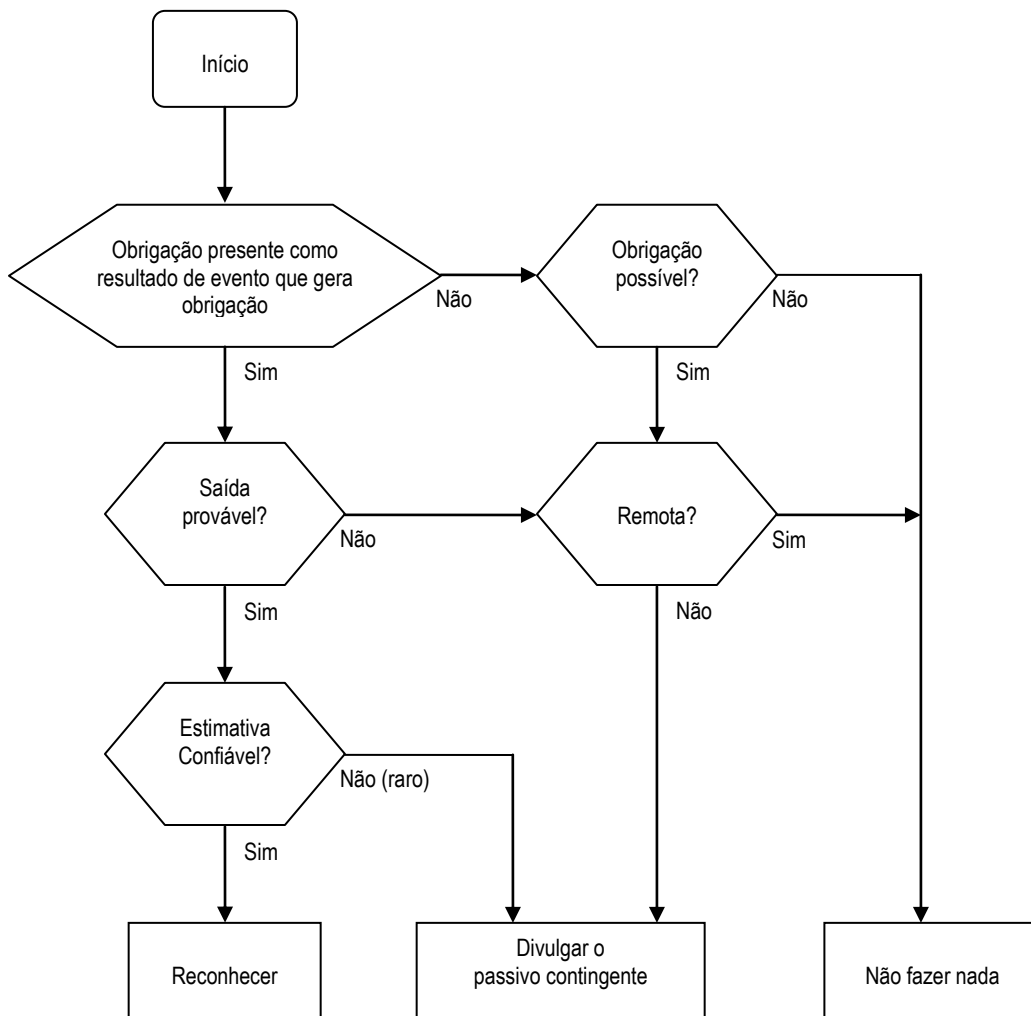 Início
Obrigação presente como
resultado de evento que gera
obrigação
Não
Obrigação
possível?
Não
Sim
Sim
Saída
provável?
Não
Remota?
Sim
Sim
Não
Estimativa
Confiável?
Não (raro)
Sim
Reconhecer
Divulgar o
passivo contingente
Não fazer nada